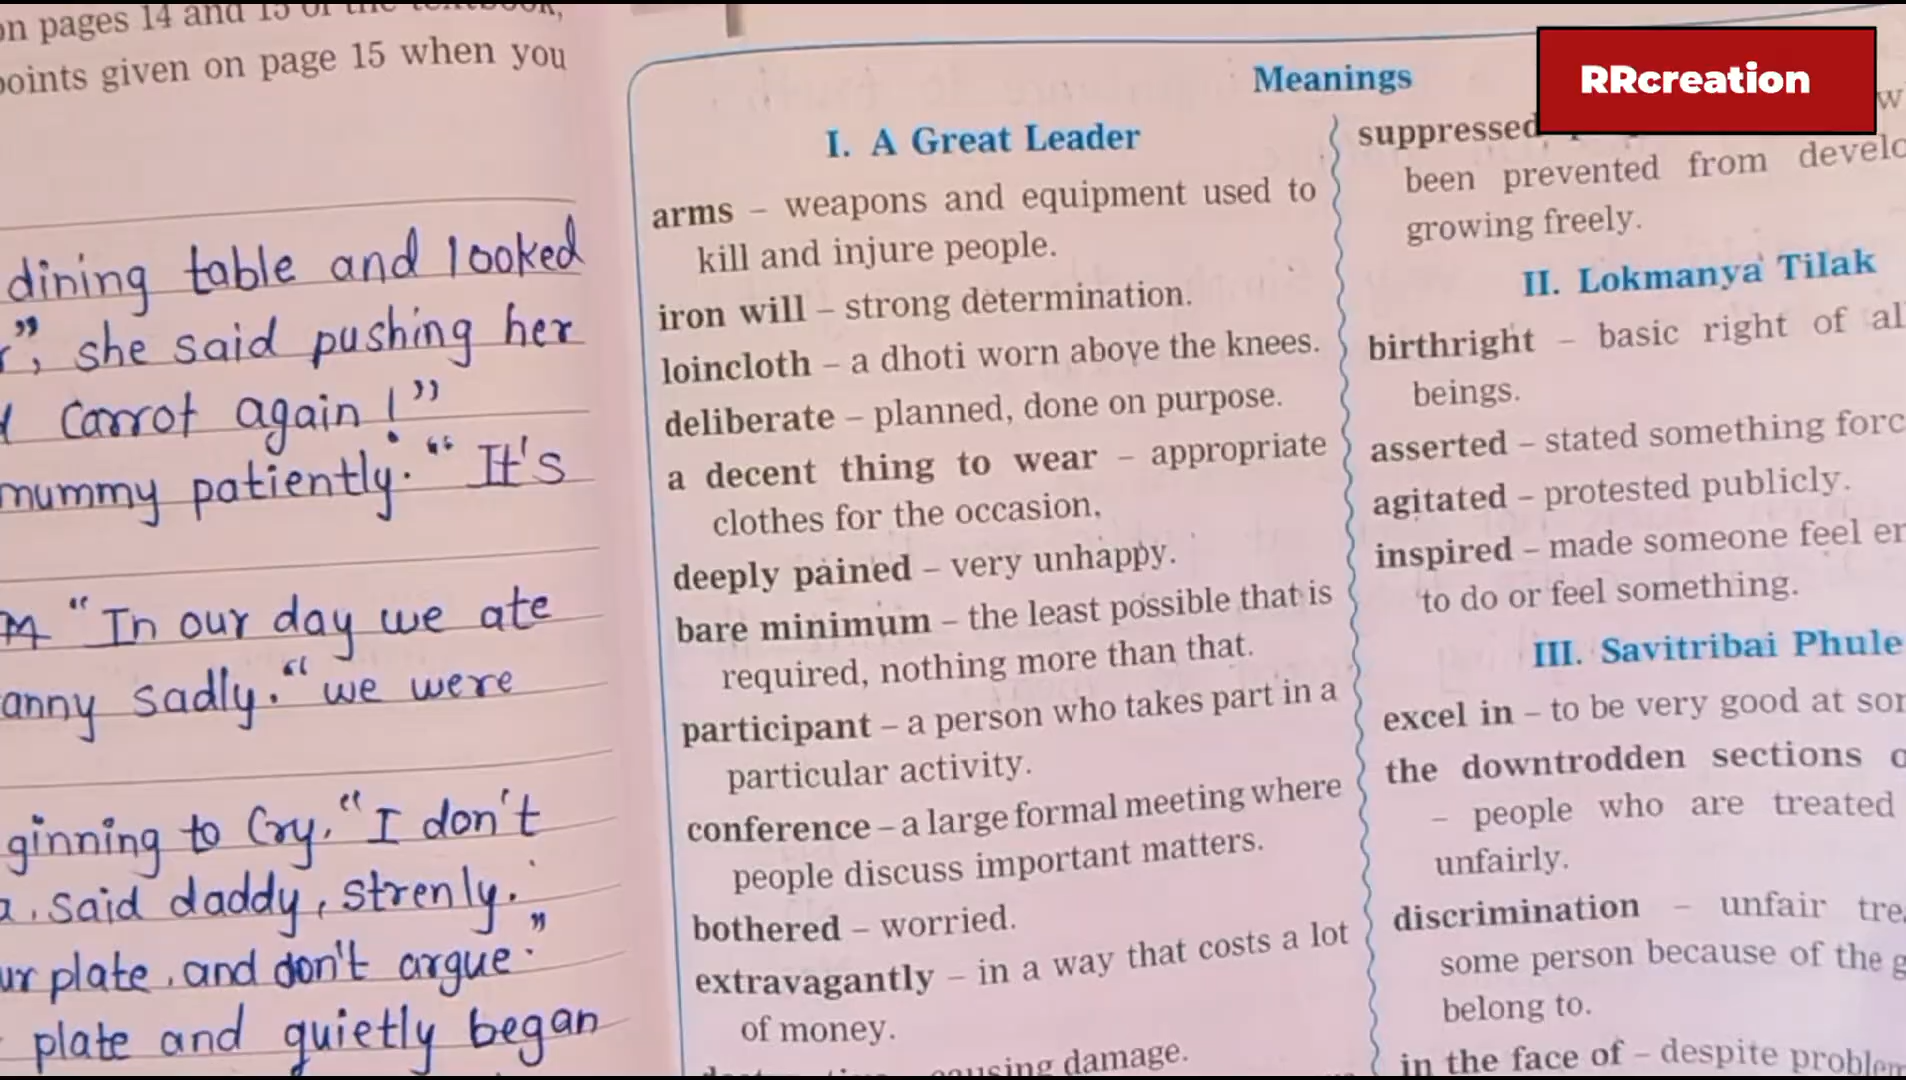 on pages 14 and 15 of the textbook,
points given on page 15 when you
dining table and looked
", she said pushing her
carrot again!"
mummy patiently. "It's
"In our day we ate
anny sadly. "we were
ginning to Cry. "I don't
said daddy, strenly.
ur plate, and don't argue."
plate and quietly began
RRcreation
Meanings
I. A Great Leader
arms – weapons and equipment used to
kill and injure people.
iron will – strong determination.
loincloth – a dhoti worn above the knees.
deliberate – planned, done on purpose.
a decent thing to wear – appropriate
clothes for the occasion.
deeply pained – very unhappy.
bare minimum – the least possible that is
required, nothing more than that.
participant – a person who takes part in a
particular activity.
conference – a large formal meeting where
people discuss important matters.
bothered – worried.
extravagantly – in a way that costs a lot
of money.
causing damage.
suppressed
been prevented from develo
growing freely.
II. Lokmanya Tilak
birthright – basic right of al
beings.
asserted – stated something forc
agitated – protested publicly.
inspired – made someone feel en
to do or feel something.
III. Savitribai Phule
excel in – to be very good at som
the downtrodden sections o
– people who are treated
unfairly.
discrimination – unfair trea
some person because of the g
belong to.
in the face of – despite problem